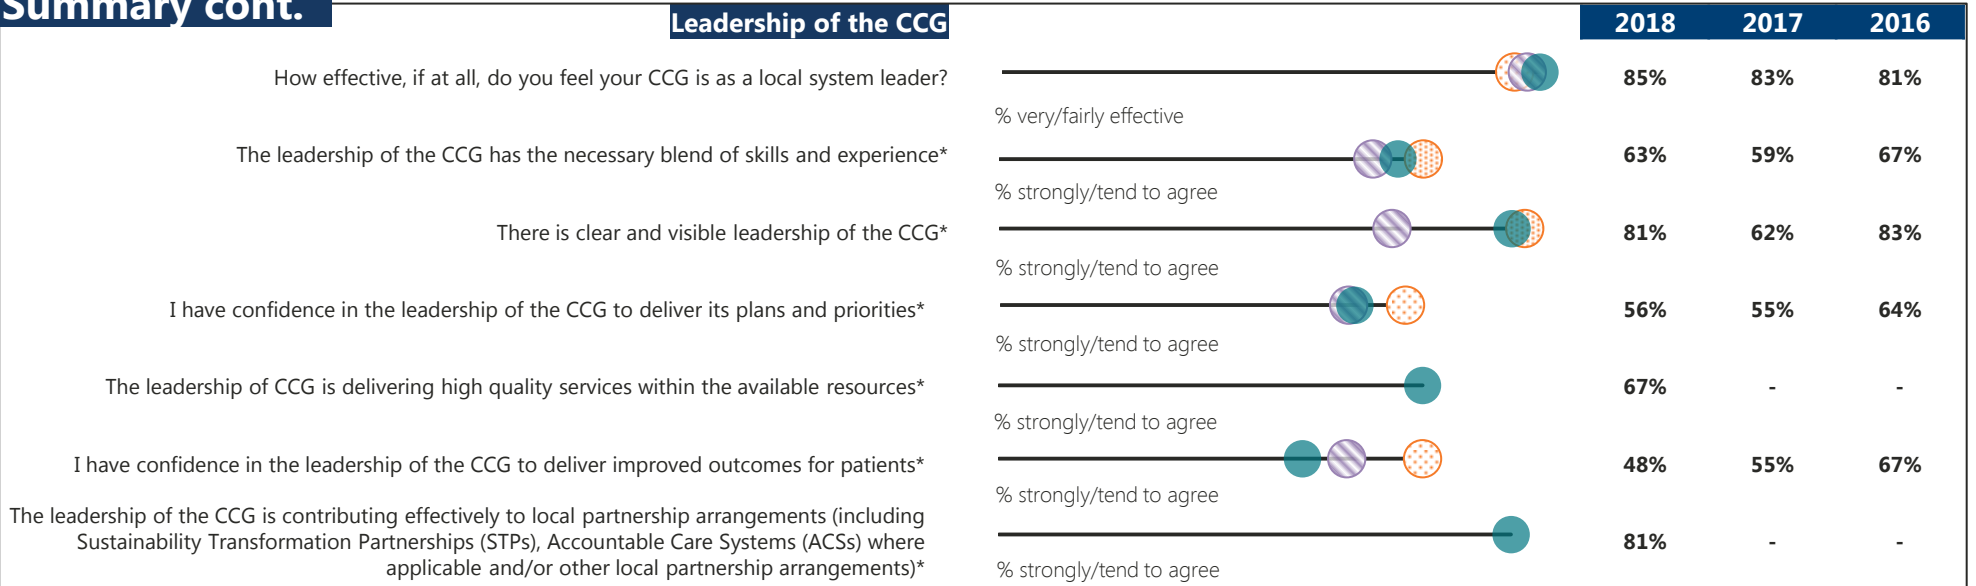 Summary cont.
Leadership of the CCG
2018 2017 2016
How effective, if at all, do you feel your CCG is as a local system leader?
85% 83% 81%
% very/fairly effective
The leadership of the CCG has the necessary blend of skills and experience*
63% 59% 67%
% strongly/tend to agree
There is clear and visible leadership of the CCG*
81% 62% 83%
% strongly/tend to agree
I have confidence in the leadership of the CCG to deliver its plans and priorities*
56% 55% 64%
% strongly/tend to agree
The leadership of CCG is delivering high quality services within the available resources*
67% - -
% strongly/tend to agree
I have confidence in the leadership of the CCG to deliver improved outcomes for patients*
48% 55% 67%
% strongly/tend to agree
The leadership of the CCG is contributing effectively to local partnership arrangements (including
Sustainability Transformation Partnerships (STPs), Accountable Care Systems (ACSs) where
applicable and/or other local partnership arrangements)*
81% - -
% strongly/tend to agree